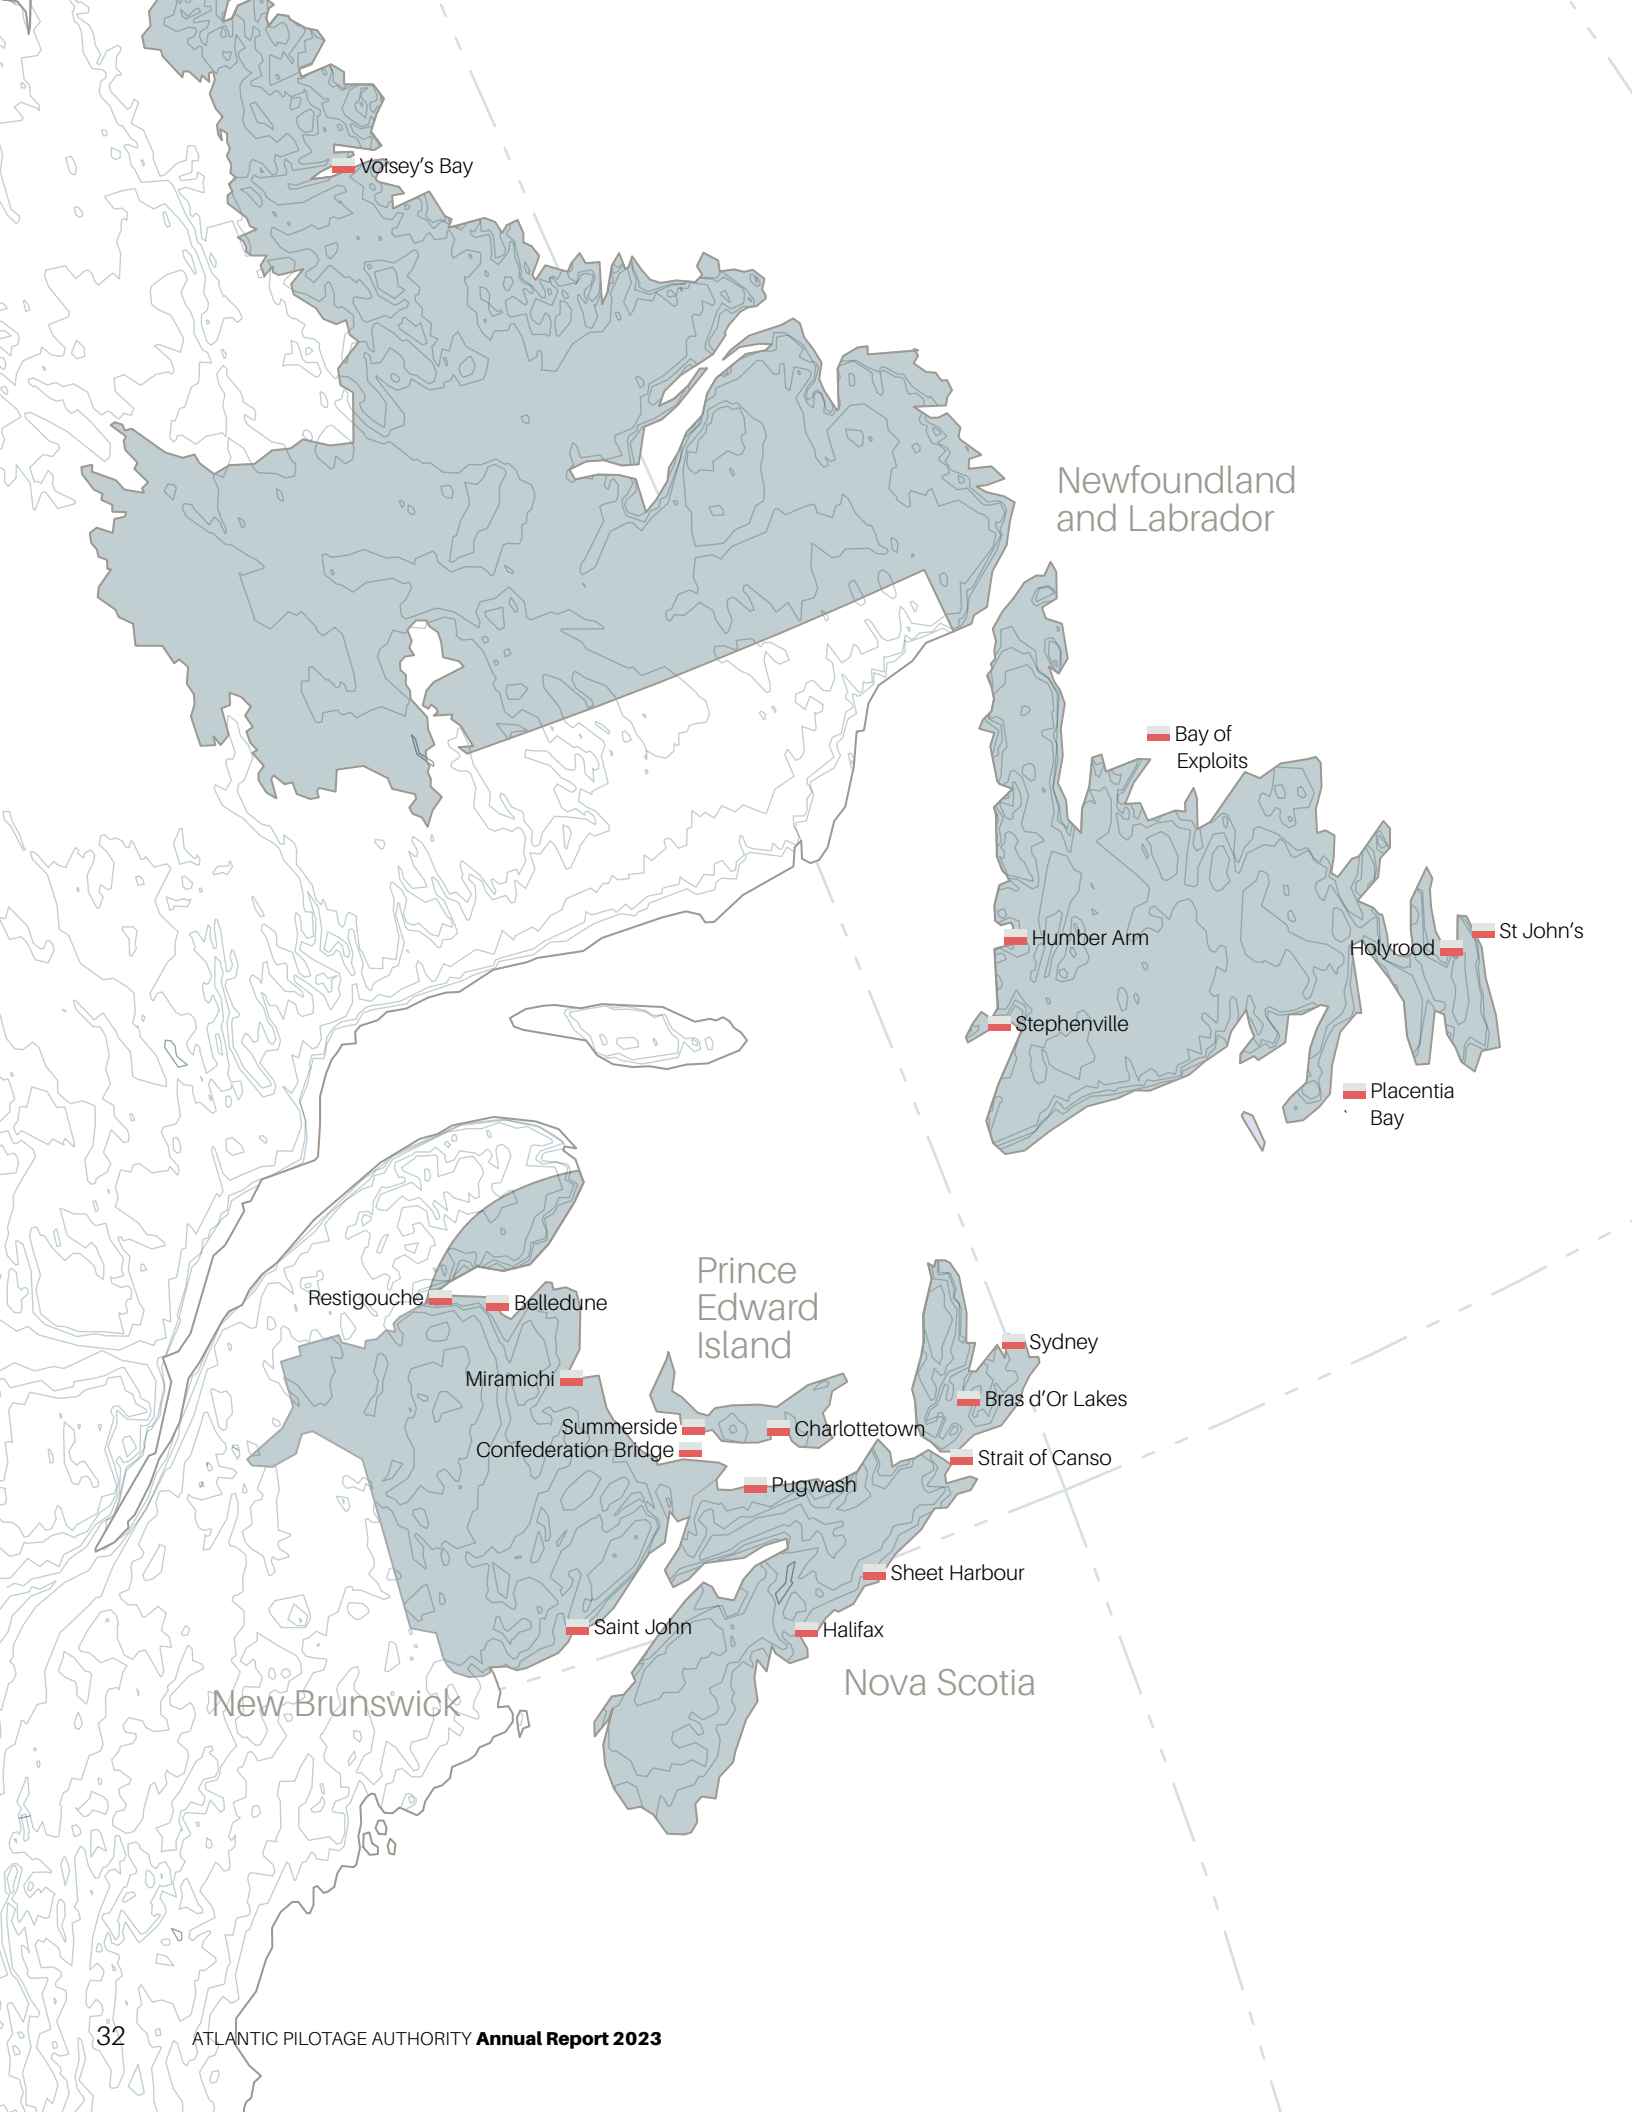 Voisey's Bay
Newfoundland
and Labrador
Bay of
Exploits
St John's
Humber Arm
Holyrood
Stephenville
Placentia
Bay
Prince
Edward
Island
Restigouche
Belledune
Sydney
Miramichi
Bras d'Or Lakes
Summerside
Charlottetown
Confederation Bridge
Strait of Canso
Pugwash
Sheet Harbour
Saint John
Halifax
Nova Scotia
New Brunswick
32 ATLANTIC PILOTAGE AUTHORITY Annual Report 2023